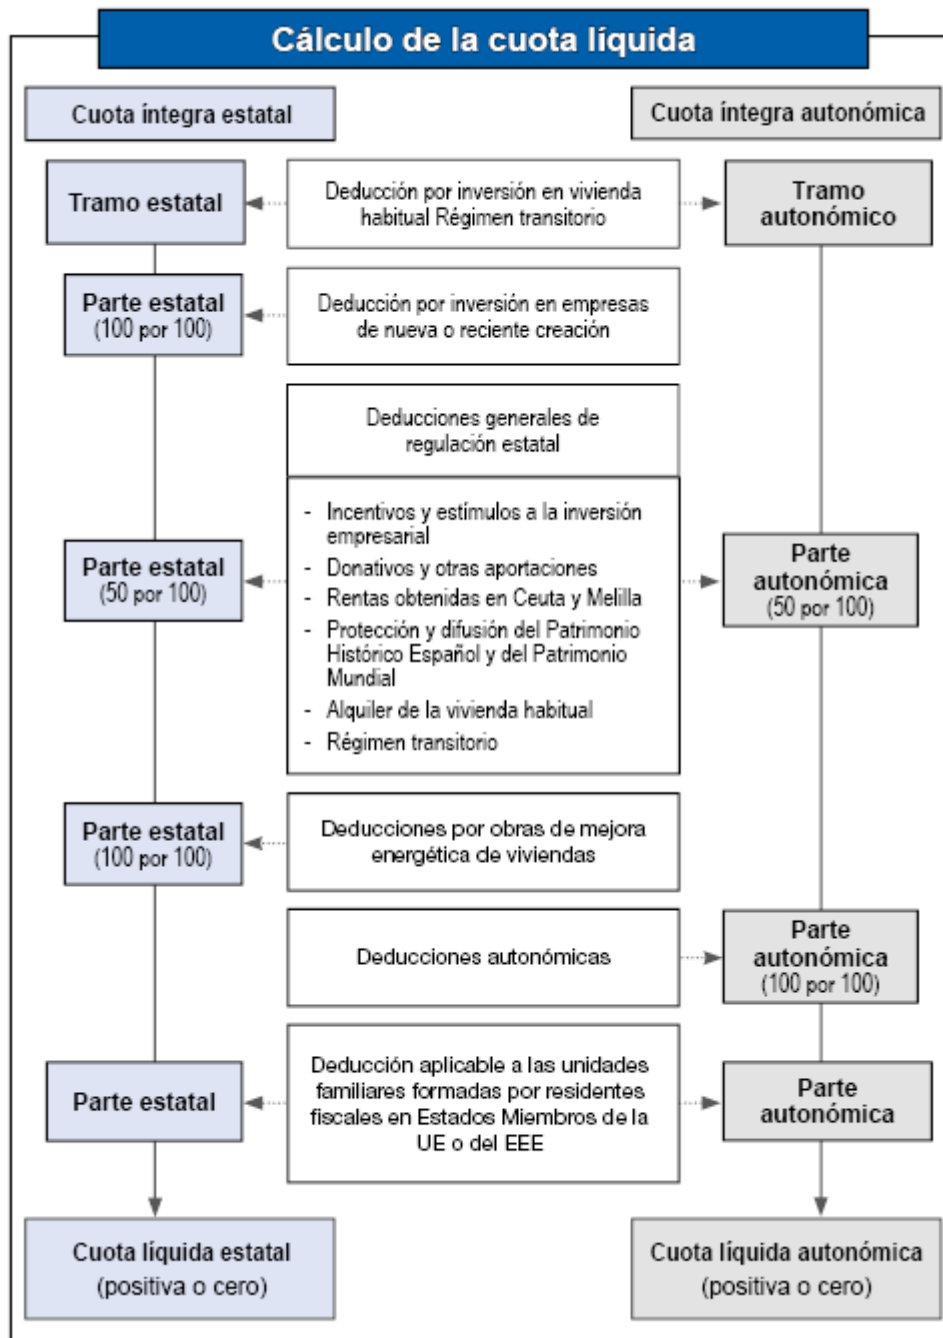 Cálculo de la cuota líquida
Cuota íntegra estatal
Cuota íntegra autonómica
Tramo estatal
Deducción por inversión en vivienda
habitual Régimen transitorio
Tramo
autonómico
Parte estatal
(100 por 100)
Deducción por inversión en empresas
de nueva o reciente creación
Deducciones generales de
regulación estatal
- Incentivos y estímulos a la inversión
empresarial
- Donativos y otras aportaciones
- Rentas obtenidas en Ceuta y Melilla
- Protección y difusión del Patrimonio
Histórico Español y del Patrimonio
Mundial
- Alquiler de la vivienda habitual
- Régimen transitorio
Parte estatal
(50 por 100)
Parte
autonómica
(50 por 100)
Parte estatal
(100 por 100)
Deducciones por obras de mejora
energética de viviendas
Deducciones autonómicas
Parte
autonómica
(100 por 100)
Parte estatal
Deducción aplicable a las unidades
familiares formadas por residentes
fiscales en Estados Miembros de la
UE o del EEE
Parte
autonómica
Cuota líquida estatal
(positiva o cero)
Cuota líquida autonómica
(positiva o cero)